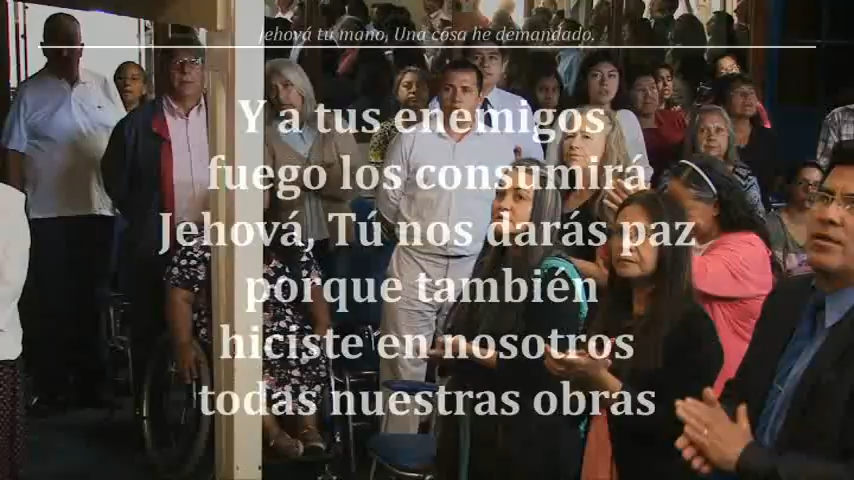 Jehová tu mano, Una cosa he demandado.
Y a tus enemigos
fuego los consumirá
Jehová, Tú nos darás paz
porque también
hiciste en nosotros
todas nuestras obras